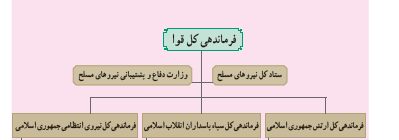 فرماندهی کل قوا
ستاد کل نیروهای مسلح
وزارت دفاع و پشتیبانی نیروهای مسلح
فرماندهی کل ارتش جمهوری اسلامی
فرماندهی کل سپاه پاسداران انقلاب اسلامی
فرماندهی کل نیروی انتظامی جمهوری اسلامی